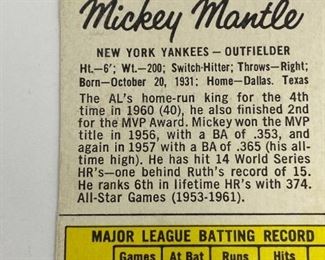 Mickey Mantle
NEW YORK YANKEES — OUTFIELDER
Ht.—6'; Wt.—200; Switch-Hitter; Throws—Right;
Born—October 20, 1931; Home—Dallas. Texas
The AL's home-run king for the 4th
time in 1960 (40), he also finished 2nd
for the MVP Award. Mickey won the MVP
title in 1956, with a BA of .353, and
again in 1957 with a BA of .365 (his all-
time high). He has hit 14 World Series
HR's—one behind Ruth's record of 15.
He ranks 6th in lifetime HR's with 374.
All-Star Games (1953-1961).
MAJOR LEAGUE BATTING RECORD
Games At Bat Runs Hits